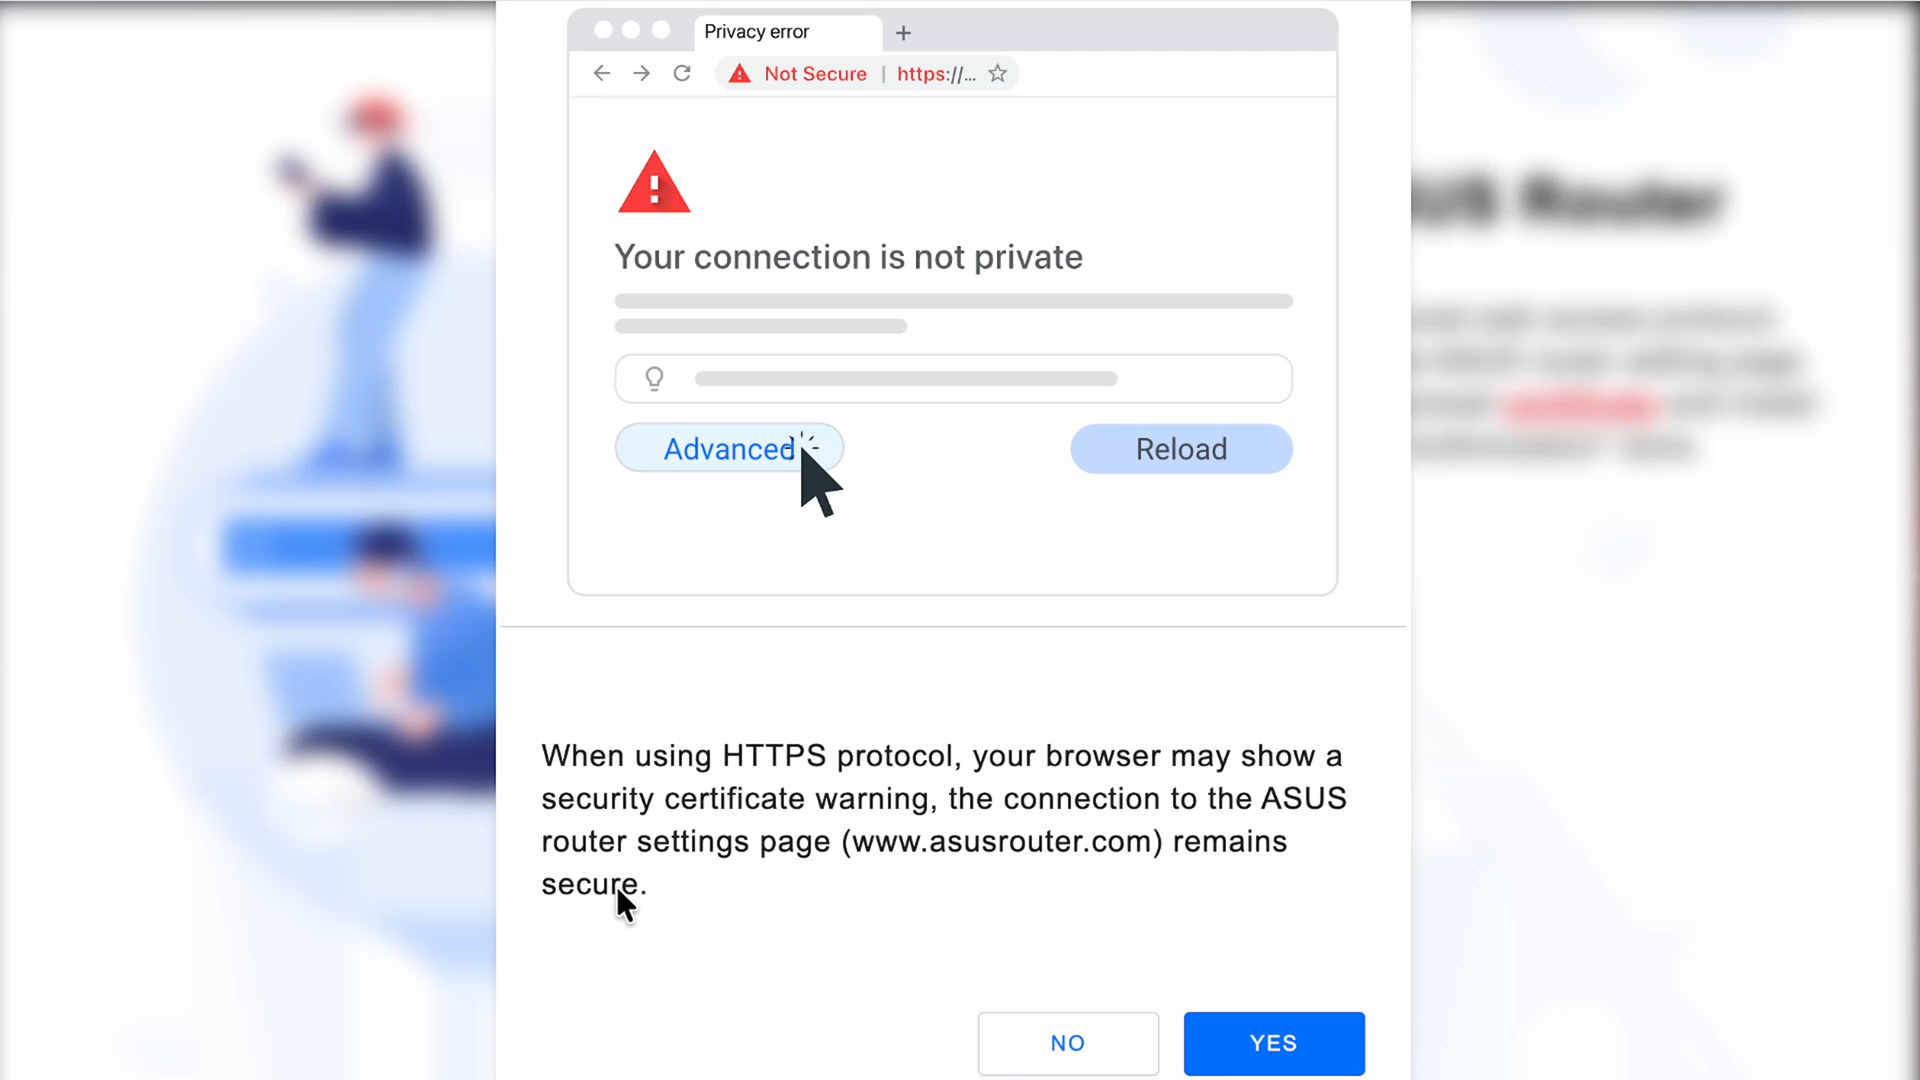 Privacy error
Not Secure | https://...
Your connection is not private
Advanced
Reload
When using HTTPS protocol, your browser may show a
security certificate warning, the connection to the ASUS
router settings page (www.asusrouter.com) remains
secure.
NO
YES
Router